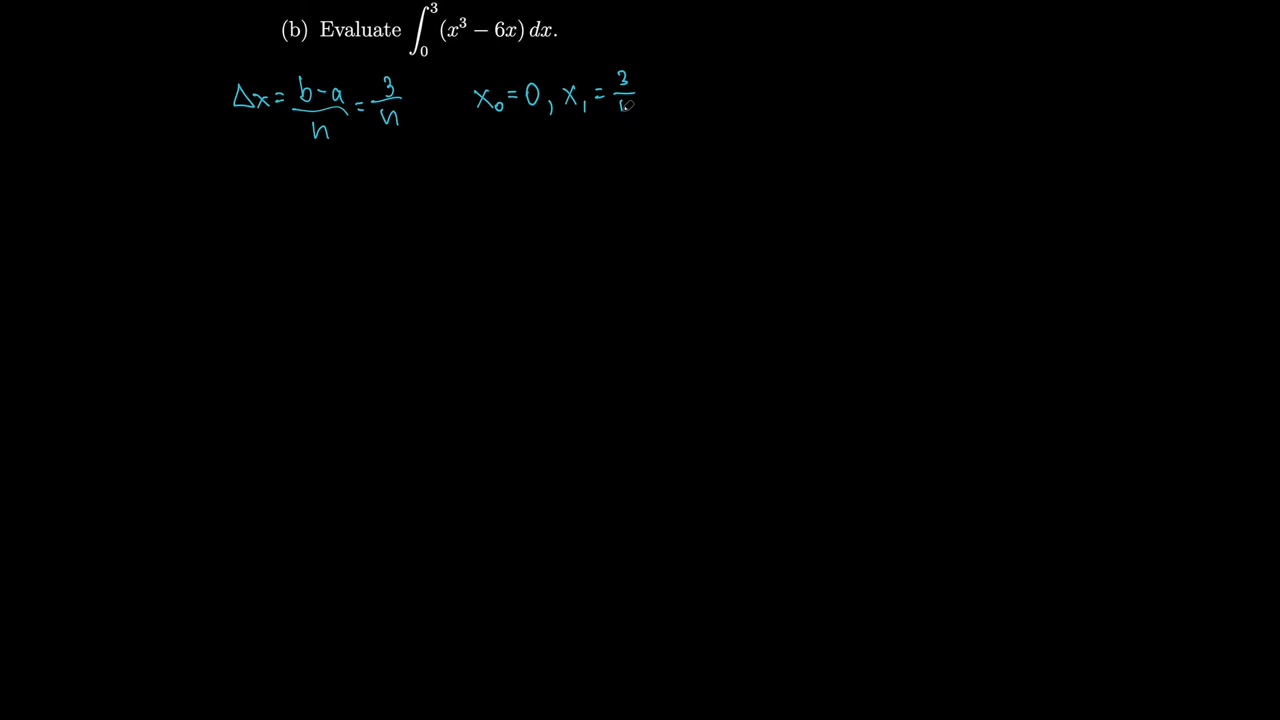 (b) Evaluate ∫₀³ (x³ − 6x) dx.
Δx = (b−a)/n = 3/n    x₀ = 0, x₁ = 3/n